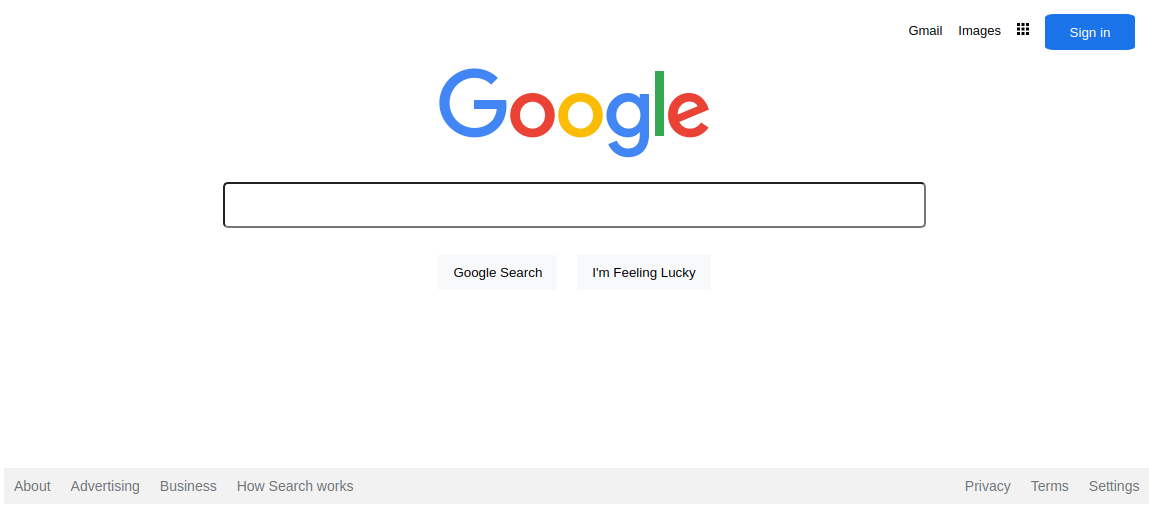 Gmail Images Sign in
Google
Google Search I'm Feeling Lucky
About Advertising Business How Search works Privacy Terms Settings